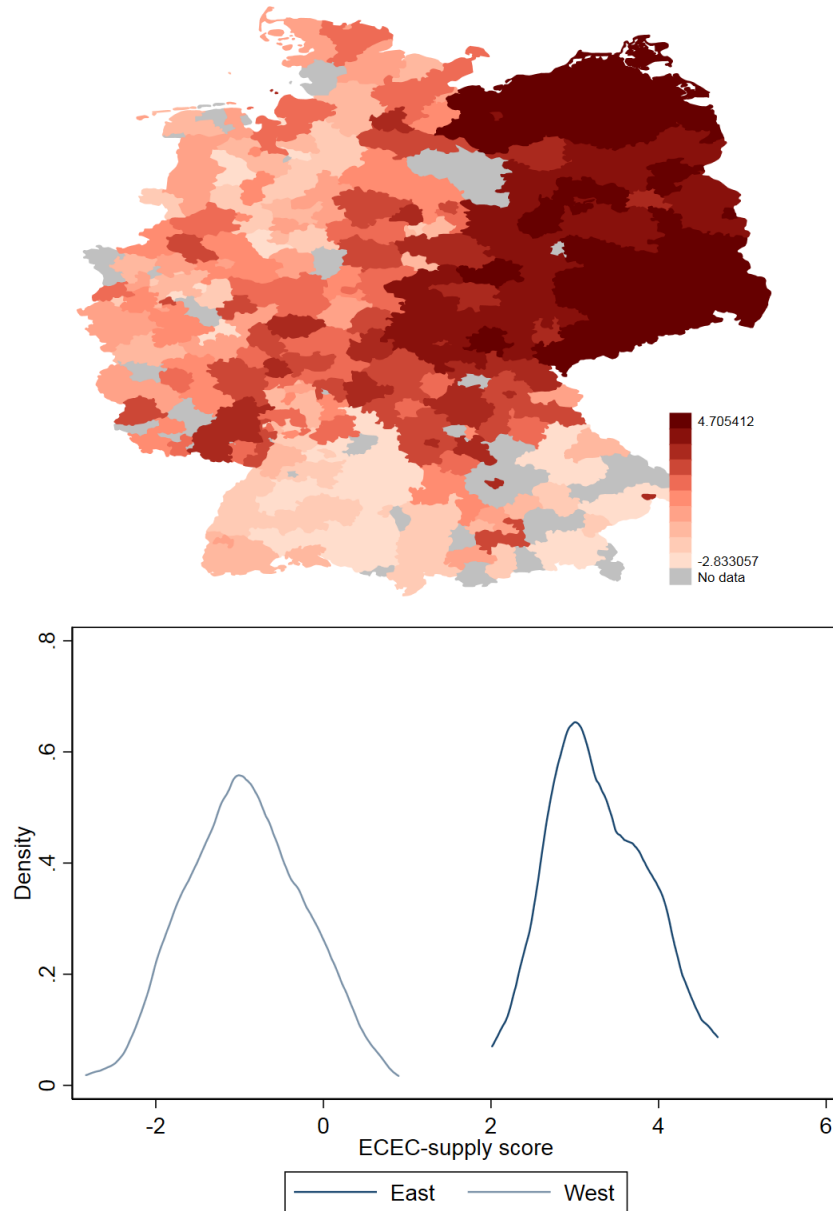 4.705412
-2.833057
No data
.8
.6
.4
.2
0
Density
-2 0 2 4 6
ECEC-supply score
East West